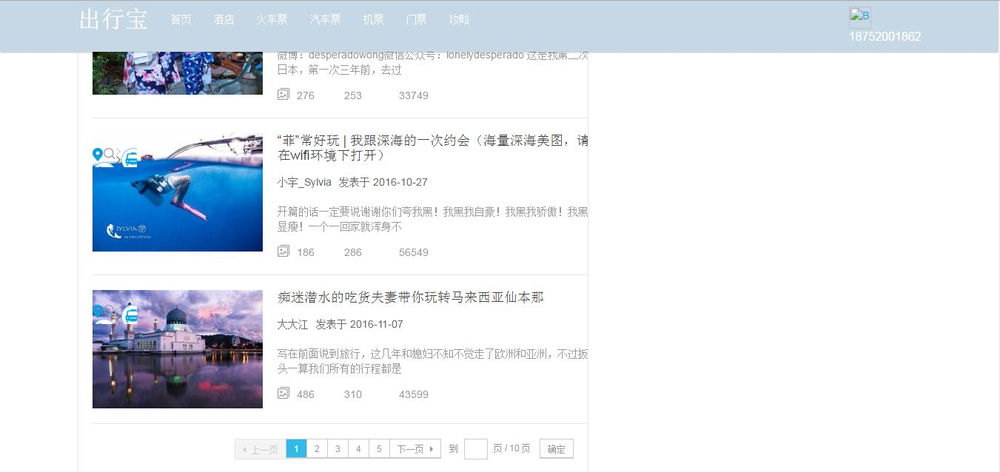 出行宝 首页 酒店 火车票 汽车票 机票 门票 攻略
B
18752001862
微博：desperadowong微信公众号：lonelydesperado 这是我第二次
日本，第一次三年前，去过
276 253 33749
“菲”常好玩 | 我跟深海的一次约会（海量深海美图，请
在wifi环境下打开）
小宇_Sylvia 发表于 2016-10-27
开篇的话一定要说谢谢你们夸我黑！我黑我自豪！我黑我骄傲！我黑
显瘦！一个一回家就浑身不
SYLVIA
IN PHILIPPINE
186 286 56549
痴迷潜水的吃货夫妻带你玩转马来西亚仙本那
大大江 发表于 2016-11-07
写在前面说到旅行，这几年和媳妇不知不觉走了欧洲和亚洲，不过扳
头一算我们所有的行程都是
486 310 43599
上一页 1 2 3 4 5 下一页 到 页 / 10 页 确定